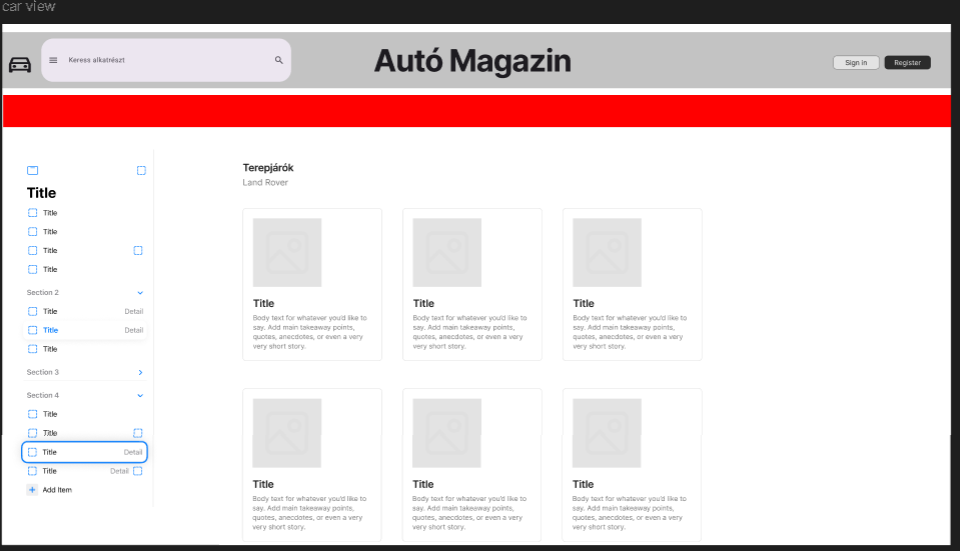 car view
Keress alkatrészt
Autó Magazin
Sign in
Register
Title
Title
Title
Title
Title
Section 2
Title Detail
Title Detail
Title
Section 3
Section 4
Title
Title
Title Detail
Title Detail
Add Item
Terepjárók
Land Rover
Title
Body text for whatever you'd like to
say. Add main takeaway points,
quotes, anecdotes, or even a very
very short story.
Title
Body text for whatever you'd like to
say. Add main takeaway points,
quotes, anecdotes, or even a very
very short story.
Title
Body text for whatever you'd like to
say. Add main takeaway points,
quotes, anecdotes, or even a very
very short story.
Title
Body text for whatever you'd like to
say. Add main takeaway points,
quotes, anecdotes, or even a very
very short story.
Title
Body text for whatever you'd like to
say. Add main takeaway points,
quotes, anecdotes, or even a very
very short story.
Title
Body text for whatever you'd like to
say. Add main takeaway points,
quotes, anecdotes, or even a very
very short story.